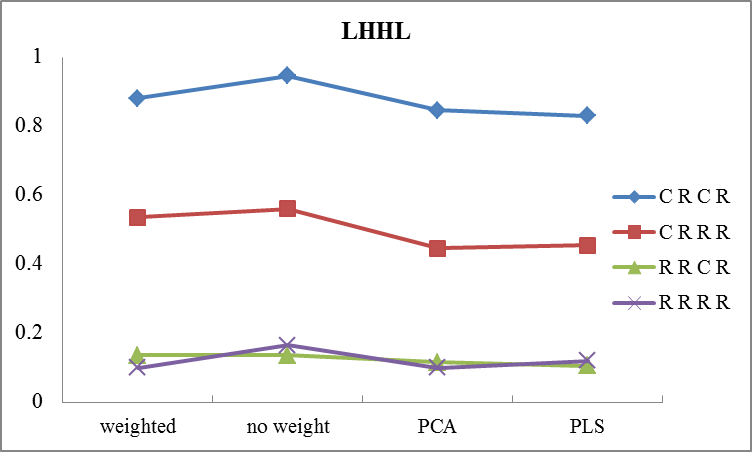 LHHL
1
0.8
0.6
0.4
0.2
0
weighted no weight PCA PLS
C R C R
C R R R
R R C R
R R R R